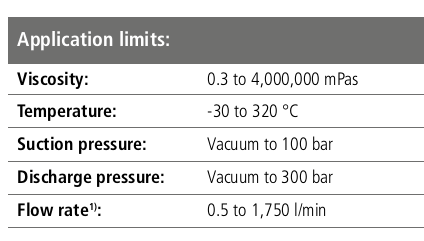 Application limits:
Viscosity: 0.3 to 4,000,000 mPas
Temperature: -30 to 320 °C
Suction pressure: Vacuum to 100 bar
Discharge pressure: Vacuum to 300 bar
Flow rate¹⁾: 0.5 to 1,750 l/min